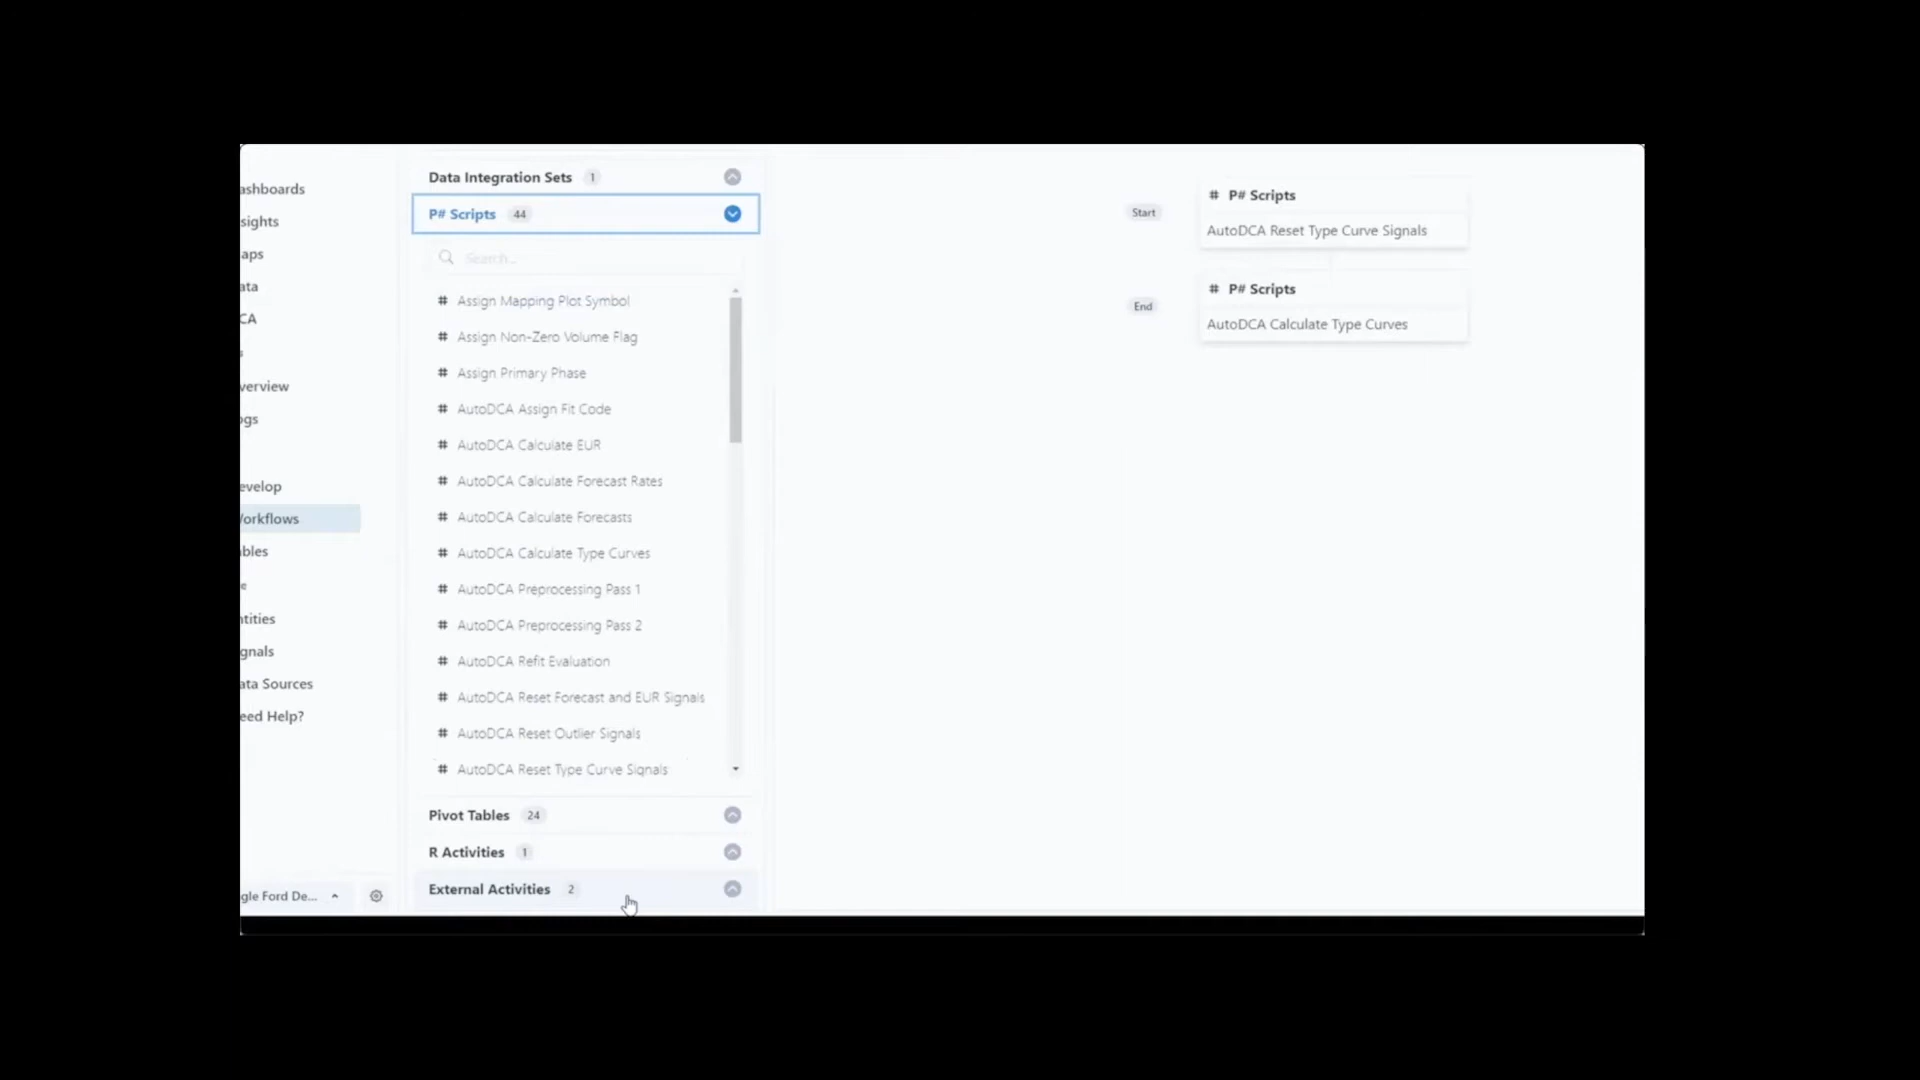 ashboards
sights
aps
ata
CA
s
verview
ogs
evelop
orkflows
bles
e
ntities
gnals
ata Sources
eed Help?
gle Ford De...
Data Integration Sets 1
P# Scripts 44
Search...
# Assign Mapping Plot Symbol
# Assign Non-Zero Volume Flag
# Assign Primary Phase
# AutoDCA Assign Fit Code
# AutoDCA Calculate EUR
# AutoDCA Calculate Forecast Rates
# AutoDCA Calculate Forecasts
# AutoDCA Calculate Type Curves
# AutoDCA Preprocessing Pass 1
# AutoDCA Preprocessing Pass 2
# AutoDCA Refit Evaluation
# AutoDCA Reset Forecast and EUR Signals
# AutoDCA Reset Outlier Signals
# AutoDCA Reset Type Curve Signals
Pivot Tables 24
R Activities 1
External Activities 2
Start
# P# Scripts
AutoDCA Reset Type Curve Signals
End
# P# Scripts
AutoDCA Calculate Type Curves